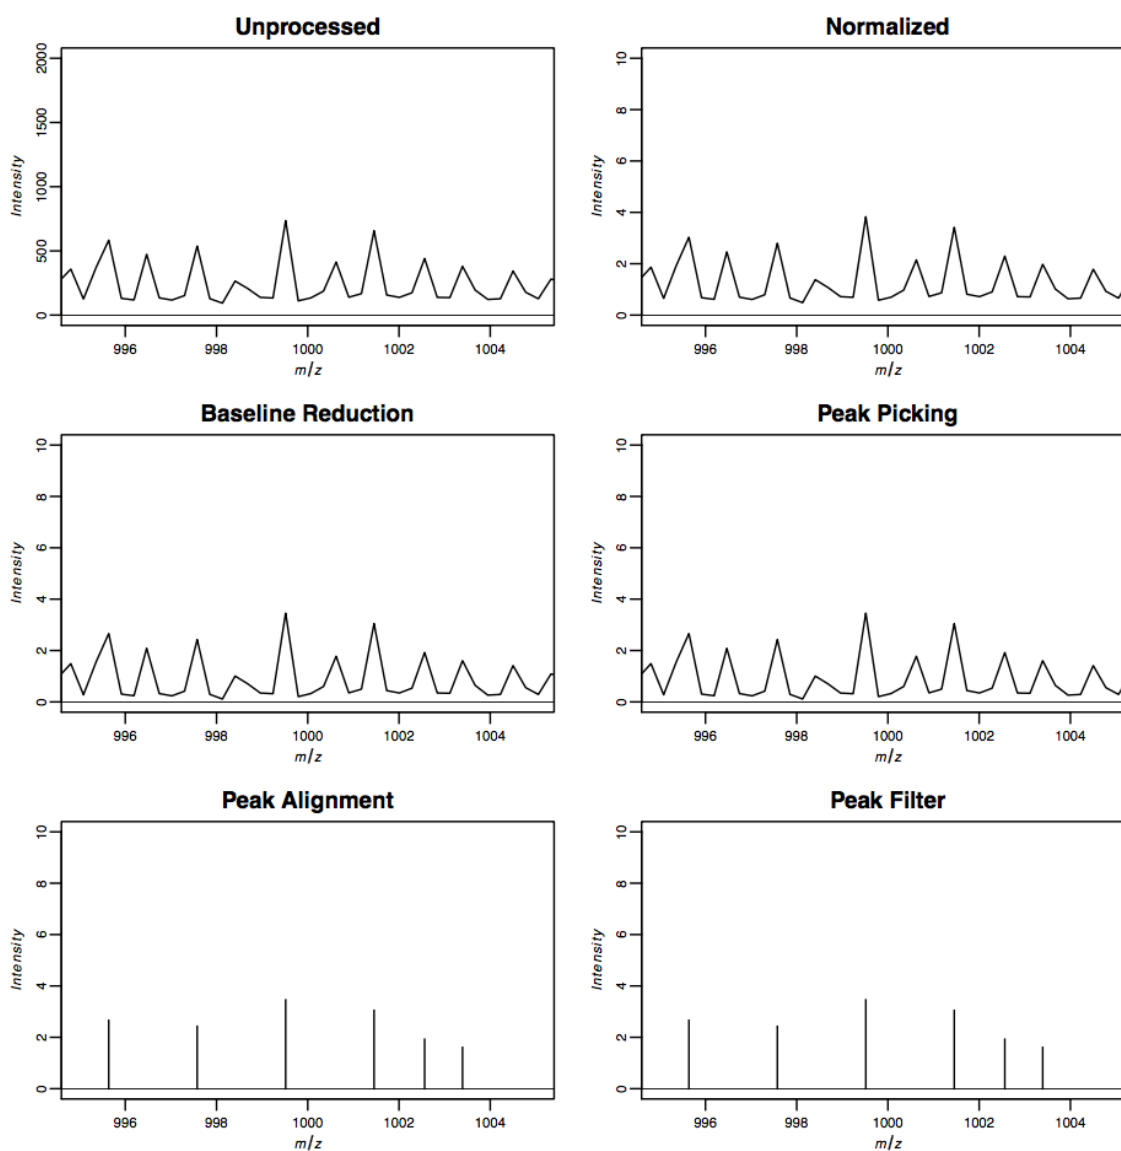 Unprocessed
2000
1500
1000
500
0
Intensity
996 998 1000 1002 1004
m/z
Normalized
10
8
6
4
2
0
Intensity
996 998 1000 1002 1004
m/z
Baseline Reduction
10
8
6
4
2
0
Intensity
996 998 1000 1002 1004
m/z
Peak Picking
10
8
6
4
2
0
Intensity
996 998 1000 1002 1004
m/z
Peak Alignment
10
8
6
4
2
0
Intensity
996 998 1000 1002 1004
m/z
Peak Filter
10
8
6
4
2
0
Intensity
996 998 1000 1002 1004
m/z